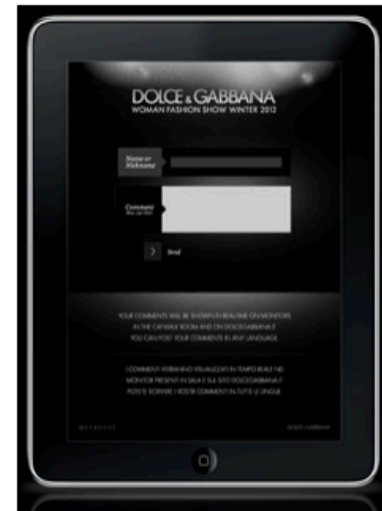 DOLCE & GABBANA
WOMAN FASHION SHOW WINTER 2012
Name or
Nickname
Comment
Send
YOUR COMMENTS WILL BE SHOWN IN REAL-TIME ON MONITORS
IN THE CATWALK ROOM AND ON DOLCEGABBANA.IT
YOU CAN POST YOUR COMMENTS IN ANY LANGUAGE
I COMMENTI VERRANNO VISUALIZZATI IN TEMPO REALE NEI
MONITOR PRESENTI IN SALA E SUL SITO DOLCEGABBANA.IT
POTETE SCRIVERE I VOSTRI COMMENTI IN TUTTE LE LINGUE
DOLCE & GABBANA